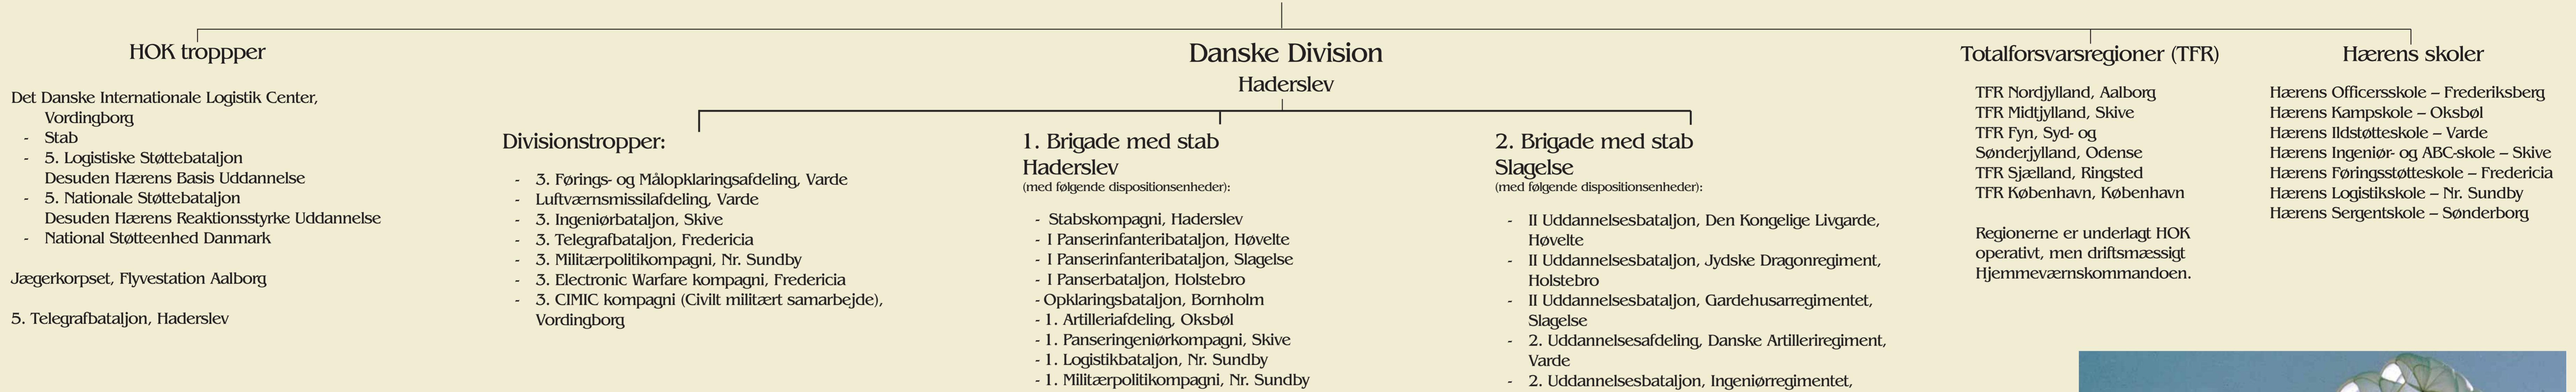 HOK troppper
Det Danske Internationale Logistik Center,
Vordingborg
- Stab
- 5. Logistiske Støttebataljon
Desuden Hærens Basis Uddannelse
- 5. Nationale Støttebataljon
Desuden Hærens Reaktionsstyrke Uddannelse
- National Støtteenhed Danmark
Jægerkorpset, Flyvestation Aalborg
5. Telegrafbataljon, Haderslev
Danske Division
Haderslev
Divisionstropper:
- 3. Førings- og Målopklaringsafdeling, Varde
- Luftværnsmissilafdeling, Varde
- 3. Ingeniørbataljon, Skive
- 3. Telegrafbataljon, Fredericia
- 3. Militærpolitikompagni, Nr. Sundby
- 3. Electronic Warfare kompagni, Fredericia
- 3. CIMIC kompagni (Civilt militært samarbejde),
Vordingborg
1. Brigade med stab
Haderslev
(med følgende dispositionsenheder):
- Stabskompagni, Haderslev
- I Panserinfanteribataljon, Høvelte
- I Panserinfanteribataljon, Slagelse
- I Panserbataljon, Holstebro
- Opklaringsbataljon, Bornholm
- 1. Artilleriafdeling, Oksbøl
- 1. Panseringeniørkompagni, Skive
- 1. Logistikbataljon, Nr. Sundby
- 1. Militærpolitikompagni, Nr. Sundby
2. Brigade med stab
Slagelse
(med følgende dispositionsenheder):
- II Uddannelsesbataljon, Den Kongelige Livgarde,
Høvelte
- II Uddannelsesbataljon, Jydske Dragonregiment,
Holstebro
- II Uddannelsesbataljon, Gardehusarregimentet,
Slagelse
- 2. Uddannelsesafdeling, Danske Artilleriregiment,
Varde
- 2. Uddannelsesbataljon, Ingeniørregimentet,
Totalforsvarsregioner (TFR)
TFR Nordjylland, Aalborg
TFR Midtjylland, Skive
TFR Fyn, Syd- og
Sønderjylland, Odense
TFR Sjælland, Ringsted
TFR København, København
Regionerne er underlagt HOK
operativt, men driftsmæssigt
Hjemmeværnskommandoen.
Hærens skoler
Hærens Officersskole – Frederiksberg
Hærens Kampskole – Oksbøl
Hærens Ildstøtteskole – Varde
Hærens Ingeniør- og ABC-skole – Skive
Hærens Føringsstøtteskole – Fredericia
Hærens Logistikskole – Nr. Sundby
Hærens Sergentskole – Sønderborg